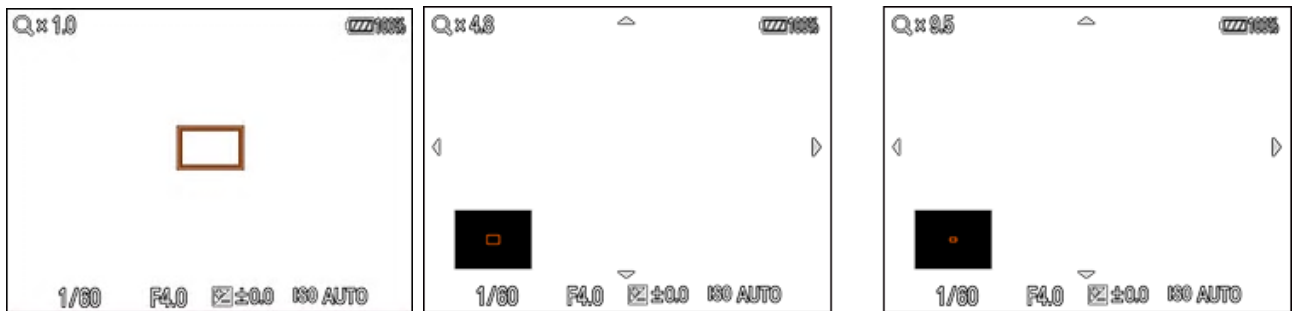 × 1.0 100%
1/60 F4.0 ±0.0 ISO AUTO
× 4.8 100%
1/60 F4.0 ±0.0 ISO AUTO
× 9.5 100%
1/60 F4.0 ±0.0 ISO AUTO